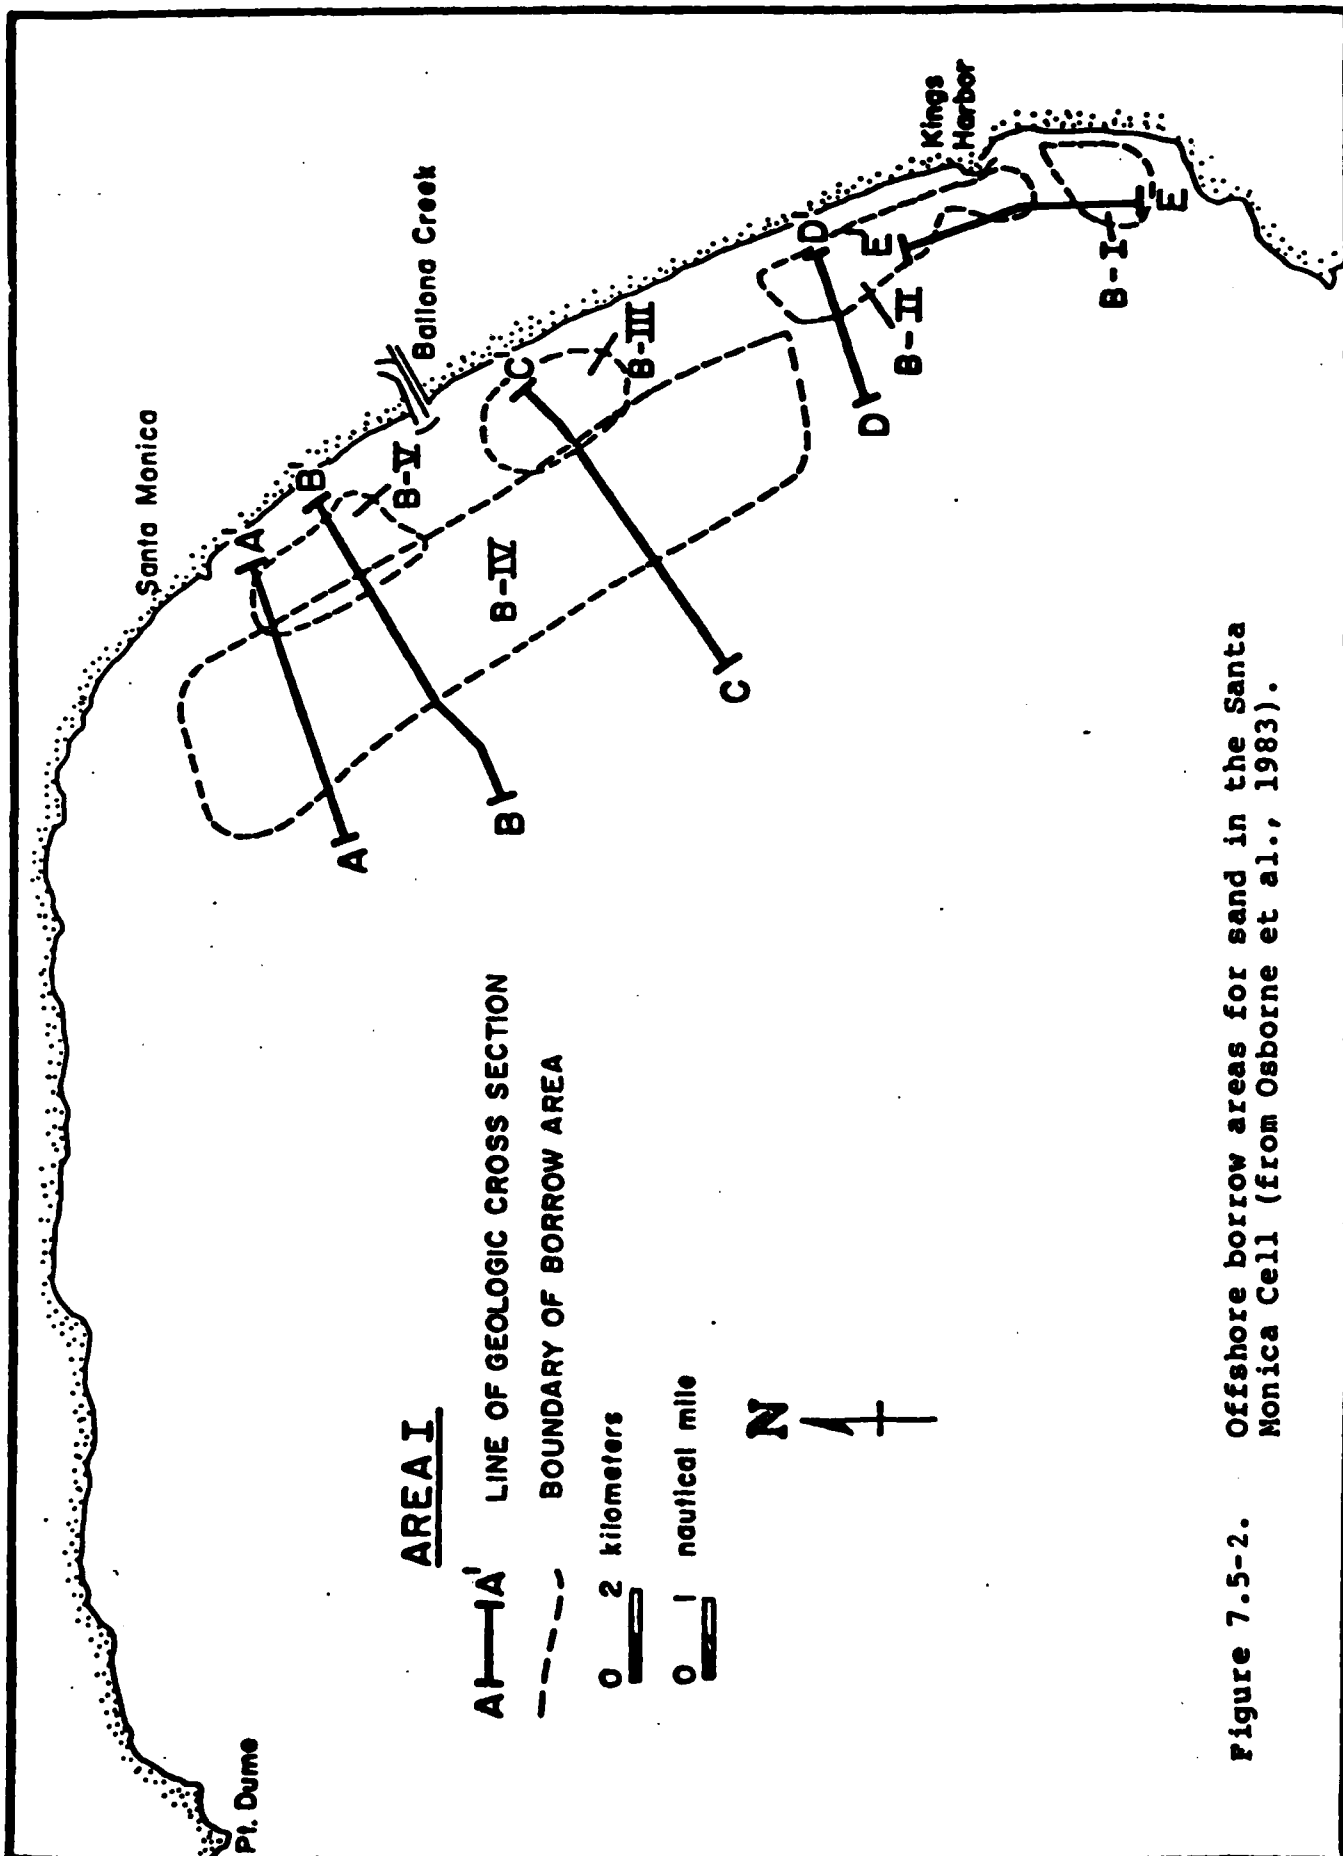 Pt. Dume
Santa Monica
Ballona Creek
Kings
Harbor
A
A
B
B
C
C
D
D
E
E
B-V
B-IV
B-III
B-II
B-I
AREA I
A A' LINE OF GEOLOGIC CROSS SECTION
BOUNDARY OF BORROW AREA
0 2 kilometers
0 1 nautical mile
N
Figure 7.5-2. Offshore borrow areas for sand in the Santa
Monica Cell (from Osborne et al., 1983).